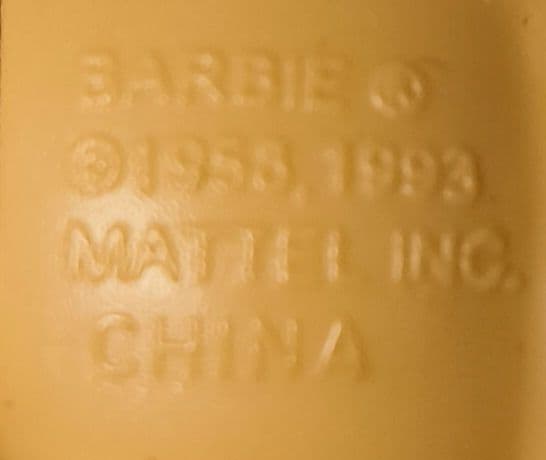 BARBIE ®
©1958, 1993
MATTEL INC.
CHINA